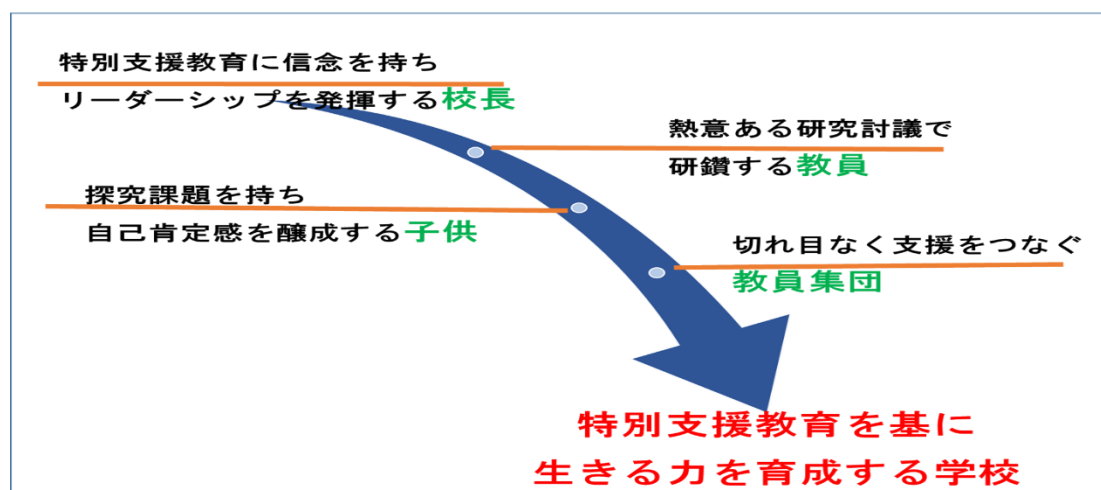 特別支援教育に信念を持ち
リーダーシップを発揮する校長
熱意ある研究討議で
研鑽する教員
探究課題を持ち
自己肯定感を醸成する子供
切れ目なく支援をつなぐ
教員集団
特別支援教育を基に
生きる力を育成する学校